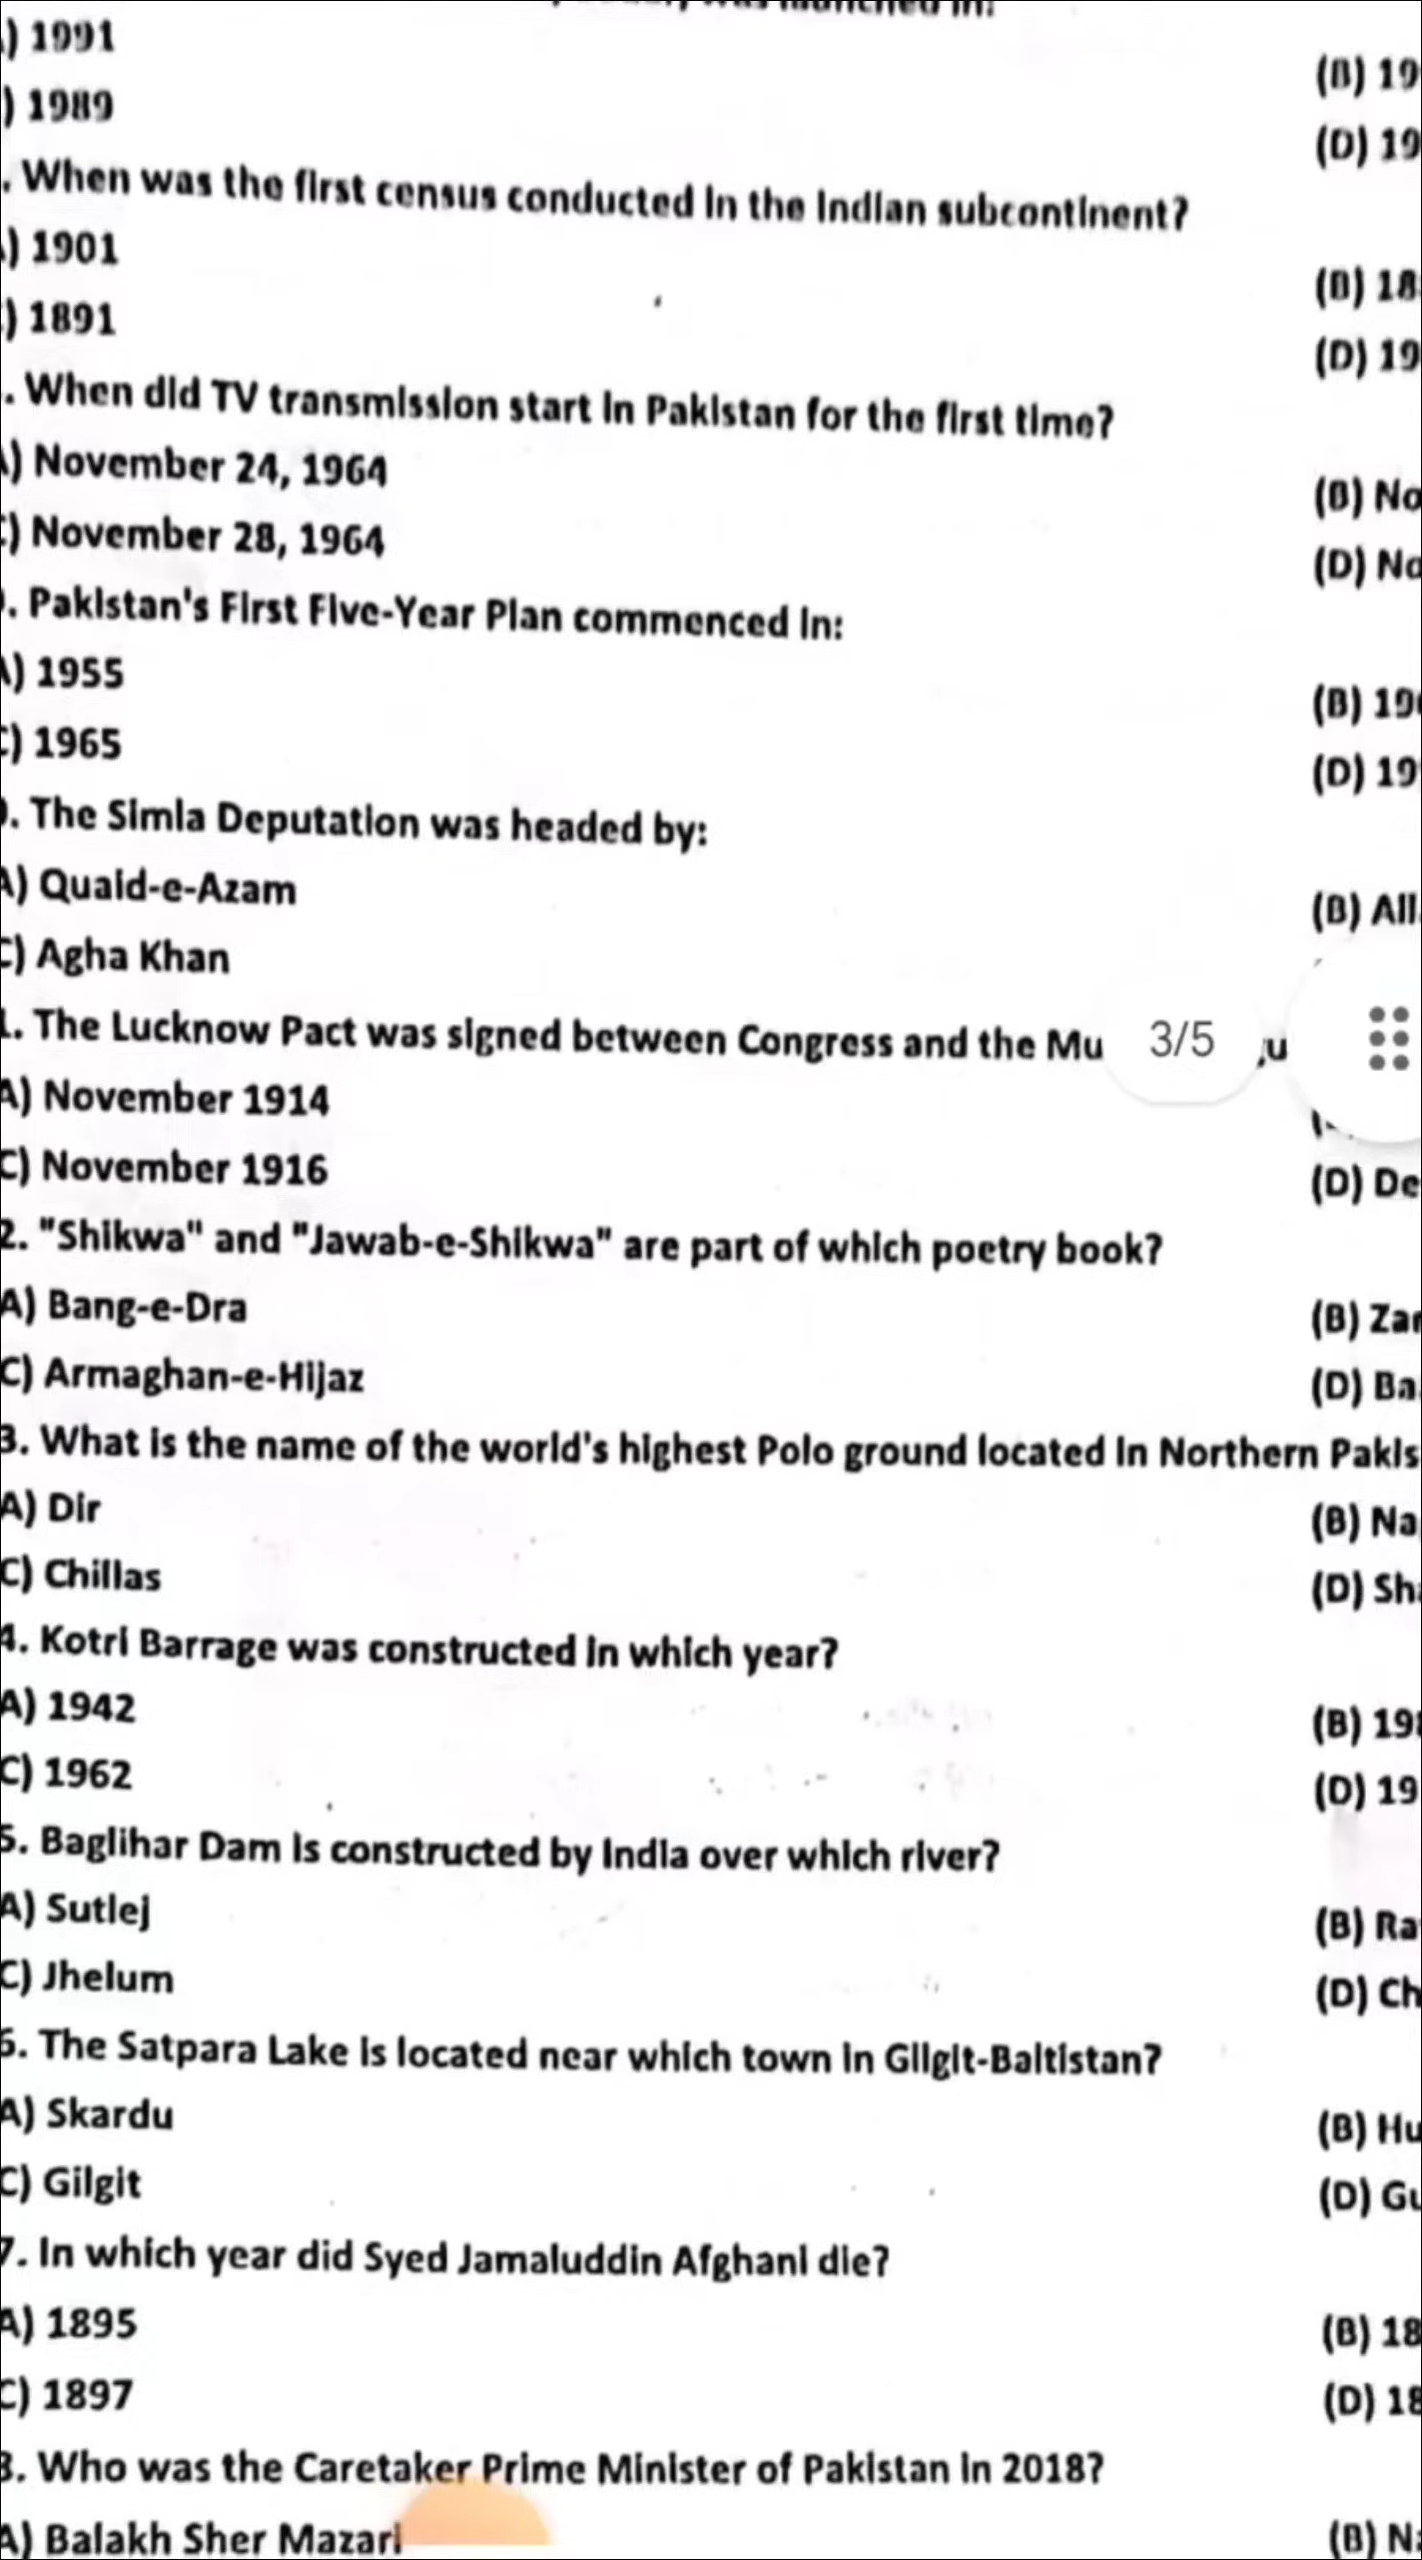 ) 1991
(B) 19
) 1989
(D) 19
. When was the first census conducted in the Indian subcontinent?
) 1901
(B) 18
) 1891
(D) 19
. When did TV transmission start in Pakistan for the first time?
) November 24, 1964
(B) No
) November 28, 1964
(D) No
. Pakistan's First Five-Year Plan commenced in:
) 1955
(B) 19
) 1965
(D) 19
. The Simla Deputation was headed by:
A) Quaid-e-Azam
(B) All
C) Agha Khan
1. The Lucknow Pact was signed between Congress and the Mu
3/5
A) November 1914
C) November 1916
(D) De
2. "Shikwa" and "Jawab-e-Shikwa" are part of which poetry book?
A) Bang-e-Dra
(B) Zar
C) Armaghan-e-Hijaz
(D) Ba
3. What is the name of the world's highest Polo ground located in Northern Pakis
A) Dir
(B) Na
C) Chillas
(D) Sh
4. Kotri Barrage was constructed in which year?
A) 1942
(B) 19
C) 1962
(D) 19
5. Baglihar Dam is constructed by India over which river?
A) Sutlej
(B) Ra
C) Jhelum
(D) Ch
6. The Satpara Lake is located near which town in Gilgit-Baltistan?
A) Skardu
(B) Hu
C) Gilgit
(D) Gu
7. In which year did Syed Jamaluddin Afghani die?
A) 1895
(B) 18
C) 1897
(D) 18
3. Who was the Caretaker Prime Minister of Pakistan in 2018?
A) Balakh Sher Mazari
(B) Na